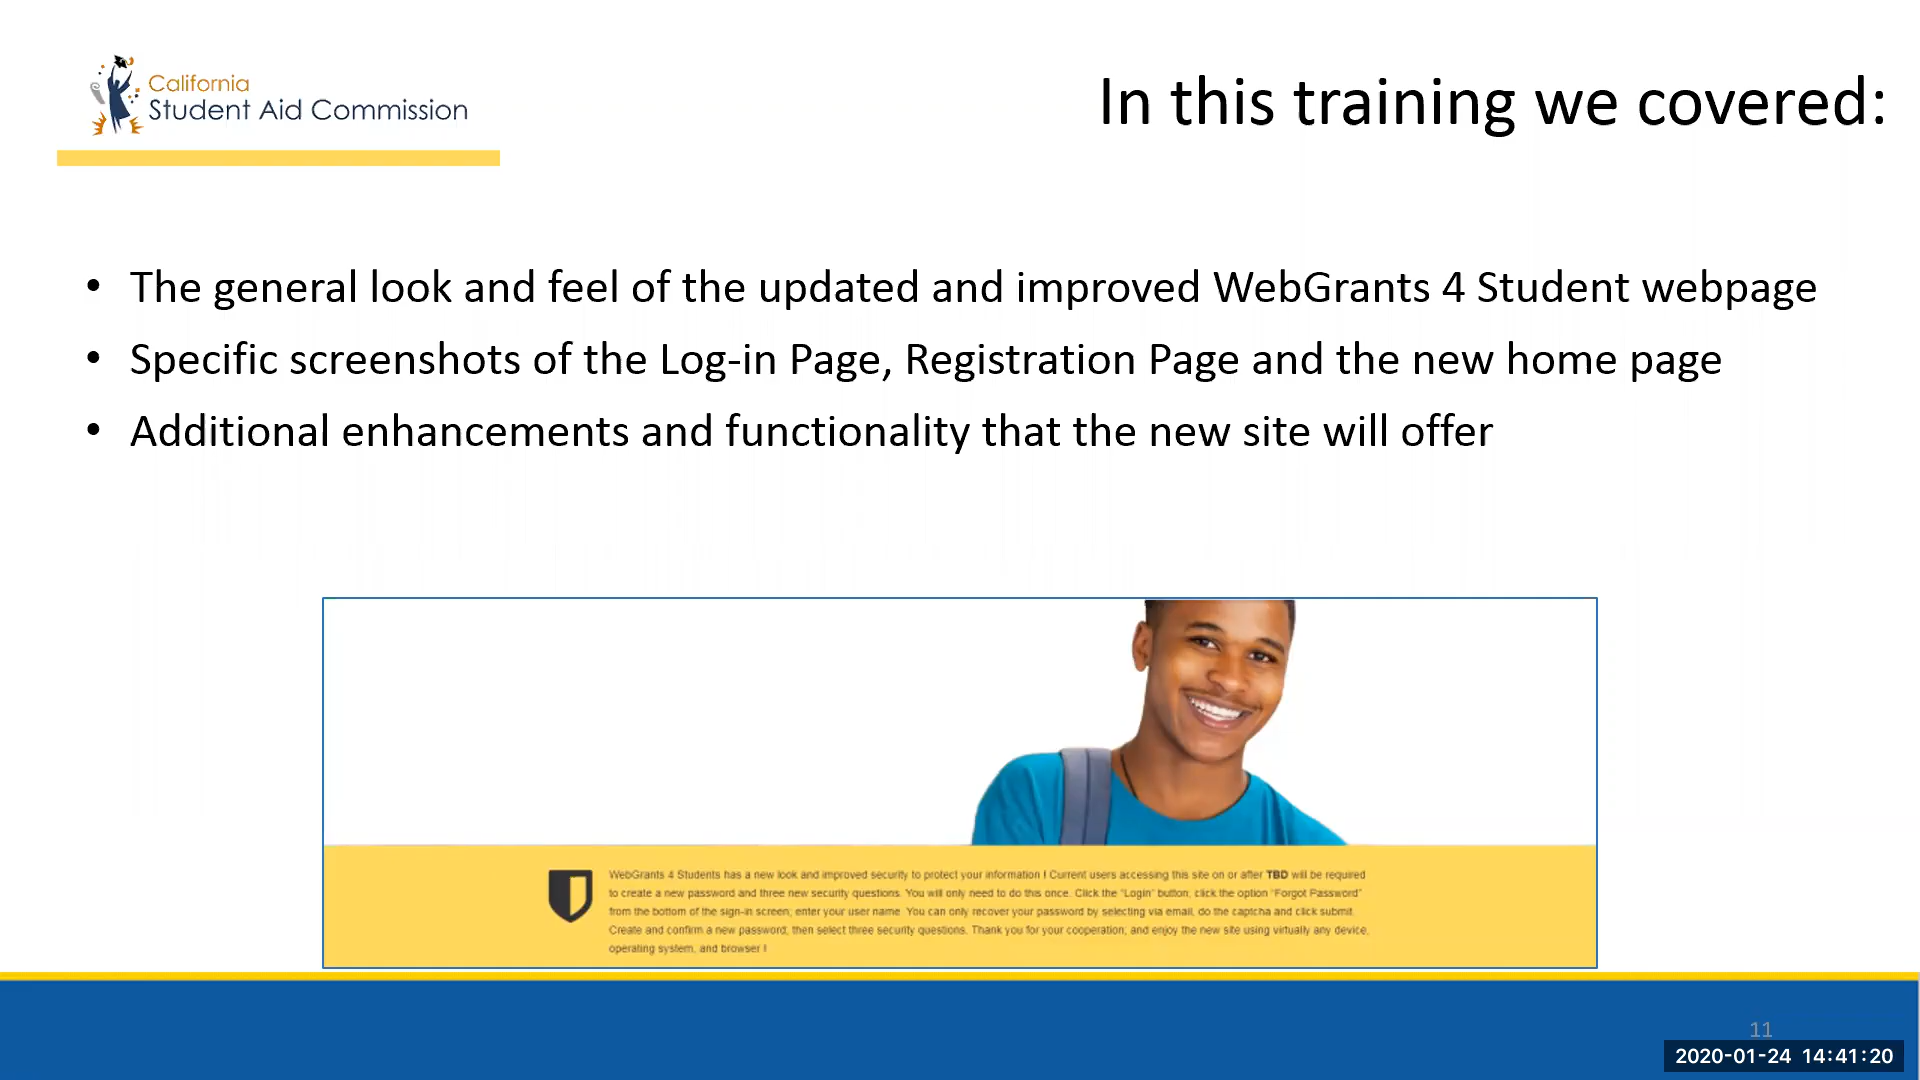 California
Student Aid Commission
In this training we covered:
• The general look and feel of the updated and improved WebGrants 4 Student webpage
• Specific screenshots of the Log-in Page, Registration Page and the new home page
• Additional enhancements and functionality that the new site will offer
WebGrants 4 Students has a new look and improved security to protect your information ! Current users accessing this site on or after TBD will be required
to create a new password and three new security questions. You will only need to do this once. Click the "Login" button, click the option "Forgot Password"
from the bottom of the sign-in screen; enter your user name. You can only recover your password by selecting via email, do the captcha and click submit.
Create and confirm a new password; then select three security questions. Thank you for your cooperation; and enjoy the new site using virtually any device,
operating system, and browser !
11
2020-01-24 14:41:20